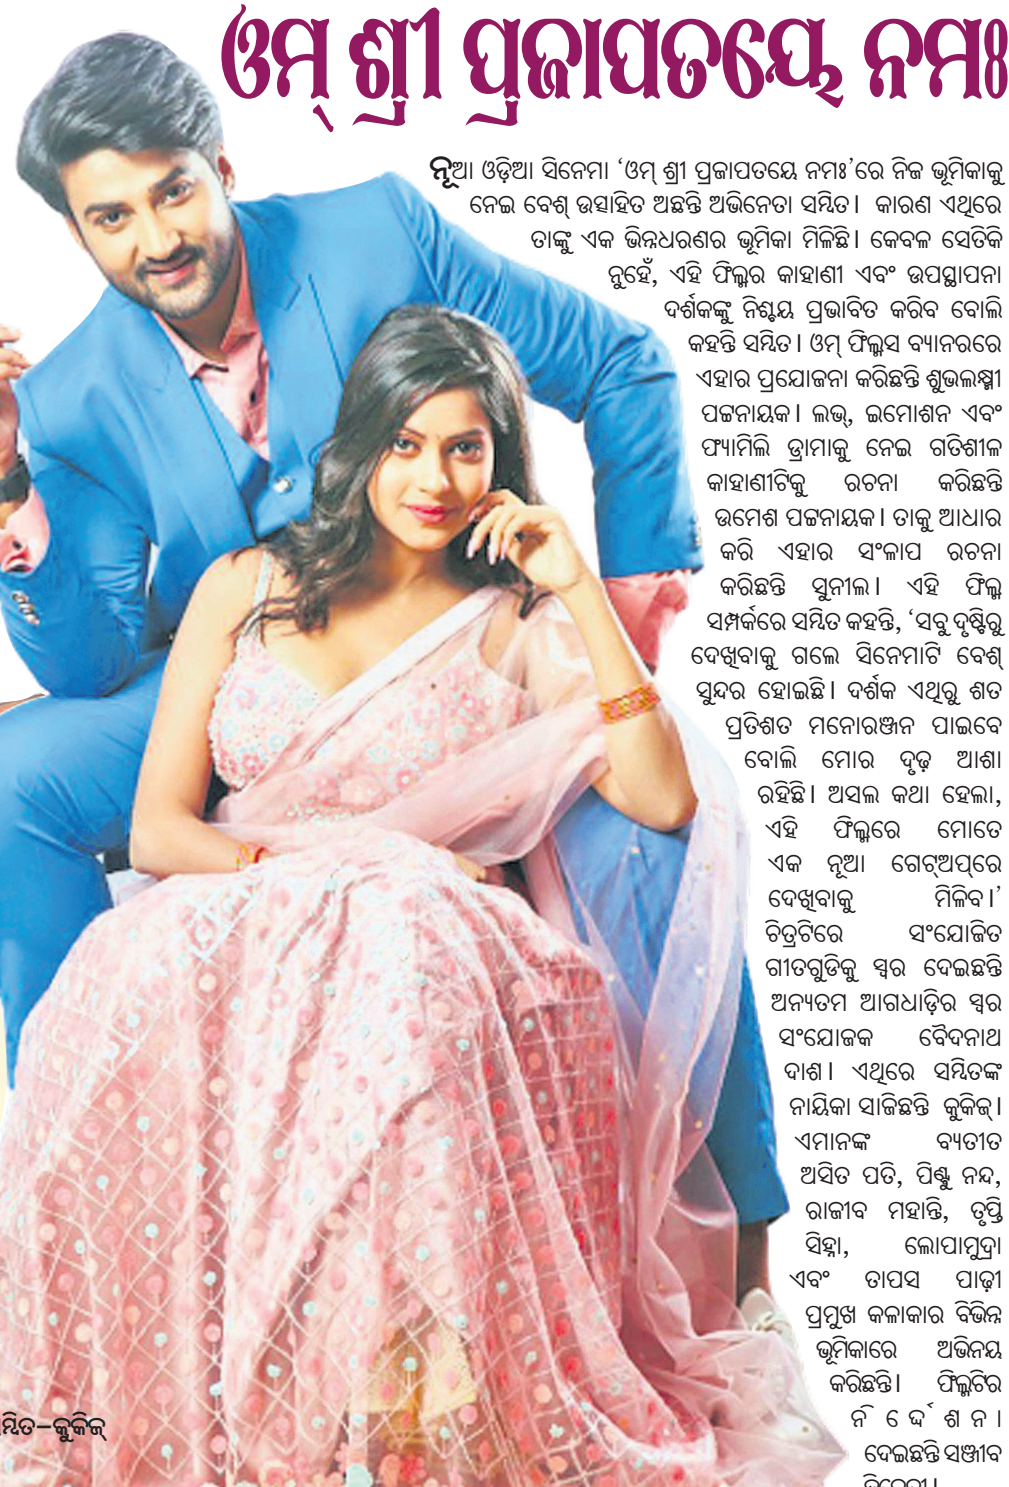 ଓମ୍ ଶ୍ରୀ ପ୍ରଜାପତୟେ ନମଃ
ନୂଆ ଓଡ଼ିଆ ସିନେମା ‘ଓମ୍ ଶ୍ରୀ ପ୍ରଜାପତୟେ ନମଃ’ରେ ନିଜ ଭୂମିକାକୁ
ନେଇ ବେଶ୍ ଉତ୍ସାହିତ ଅଛନ୍ତି ଅଭିନେତା ସମ୍ବିତ। କାରଣ ଏଥିରେ
ତାଙ୍କୁ ଏକ ଭିନ୍ନଧରଣର ଭୂମିକା ମିଳିଛି। କେବଳ ସେତିକି
ନୁହେଁ, ଏହି ଫିଲ୍ମର କାହାଣୀ ଏବଂ ଉପସ୍ଥାପନା
ଦର୍ଶକଙ୍କୁ ନିଶ୍ଚୟ ପ୍ରଭାବିତ କରିବ ବୋଲି
କହନ୍ତି ସମ୍ବିତ। ଓମ୍ ଫିଲ୍ମସ ବ୍ୟାନରରେ
ଏହାର ପ୍ରଯୋଜନା କରିଛନ୍ତି ଶୁଭଲକ୍ଷ୍ମୀ
ପଟ୍ଟନାୟକ। ଲଭ୍, ଇମୋଶନ ଏବଂ
ଫ୍ୟାମିଲି ଡ୍ରାମାକୁ ନେଇ ଗତିଶୀଳ
କାହାଣୀଟିକୁ ରଚନା କରିଛନ୍ତି
ଉମେଶ ପଟ୍ଟନାୟକ। ତାକୁ ଆଧାର
କରି ଏହାର ସଂଳାପ ରଚନା
କରିଛନ୍ତି ସୁନୀଲ। ଏହି ଫିଲ୍ମ
ସମ୍ପର୍କରେ ସମ୍ବିତ କହନ୍ତି, ‘ସବୁ ଦୃଷ୍ଟିରୁ
ଦେଖିବାକୁ ଗଲେ ସିନେମାଟି ବେଶ୍
ସୁନ୍ଦର ହୋଇଛି। ଦର୍ଶକ ଏଥିରୁ ଶତ
ପ୍ରତିଶତ ମନୋରଞ୍ଜନ ପାଇବେ
ବୋଲି ମୋର ଦୃଢ଼ ଆଶା
ରହିଛି। ଅସଲ କଥା ହେଲା,
ଏହି ଫିଲ୍ମରେ ମୋତେ
ଏକ ନୂଆ ଗେଟ୍‌ଅପ୍‌ରେ
ଦେଖିବାକୁ ମିଳିବ।’
ଚିତ୍ରଟିରେ ସଂଯୋଜିତ
ଗୀତଗୁଡିକୁ ସ୍ୱର ଦେଇଛନ୍ତି
ଅନ୍ୟତମ ଆଗଧାଡ଼ିର ସ୍ୱର
ସଂଯୋଜକ ବୈଦନାଥ
ଦାଶ। ଏଥିରେ ସମ୍ବିତଙ୍କ
ନାୟିକା ସାଜିଛନ୍ତି କୁକିଜ୍।
ଏମାନଙ୍କ ବ୍ୟତୀତ
ଅସିତ ପତି, ପିଣ୍ଟୁ ନନ୍ଦ,
ରାଜୀବ ମହାନ୍ତି, ତୃପ୍ତି
ସିହ୍ନା, ଲୋପାମୁଦ୍ରା
ଏବଂ ତାପସ ପାଢ଼ୀ
ପ୍ରମୁଖ କଳାକାର ବିଭିନ୍ନ
ଭୂମିକାରେ ଅଭିନୟ
କରିଛନ୍ତି। ଫିଲ୍ମଟିର
ନିର୍ଦ୍ଦେଶନା
ଦେଇଛନ୍ତି ସଞ୍ଜୀବ
ମ୍ବିତ–କୁକିଜ୍